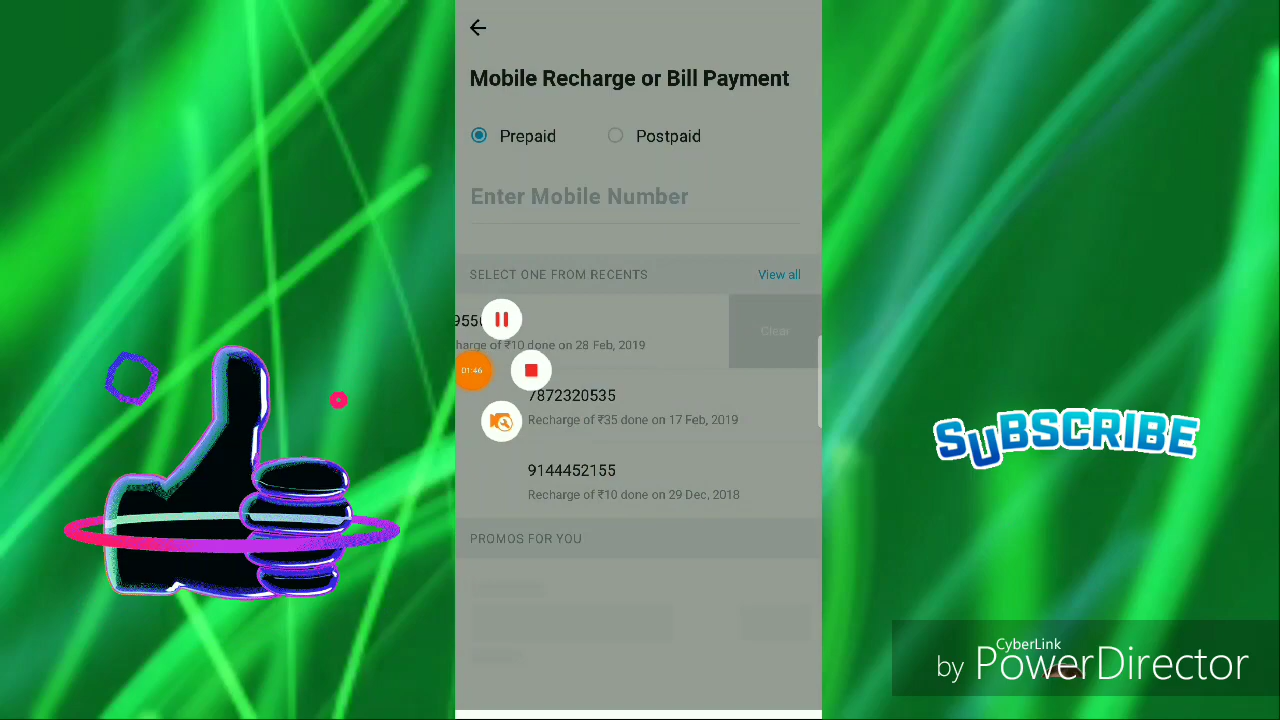 Mobile Recharge or Bill Payment
Prepaid
Postpaid
Enter Mobile Number
SELECT ONE FROM RECENTS
View all
Clear
harge of ₹10 done on 28 Feb, 2019
01:46
7872320535
Recharge of ₹35 done on 17 Feb, 2019
9144452155
Recharge of ₹10 done on 29 Dec, 2018
PROMOS FOR YOU
SUBSCRIBE
CyberLink
by PowerDirector